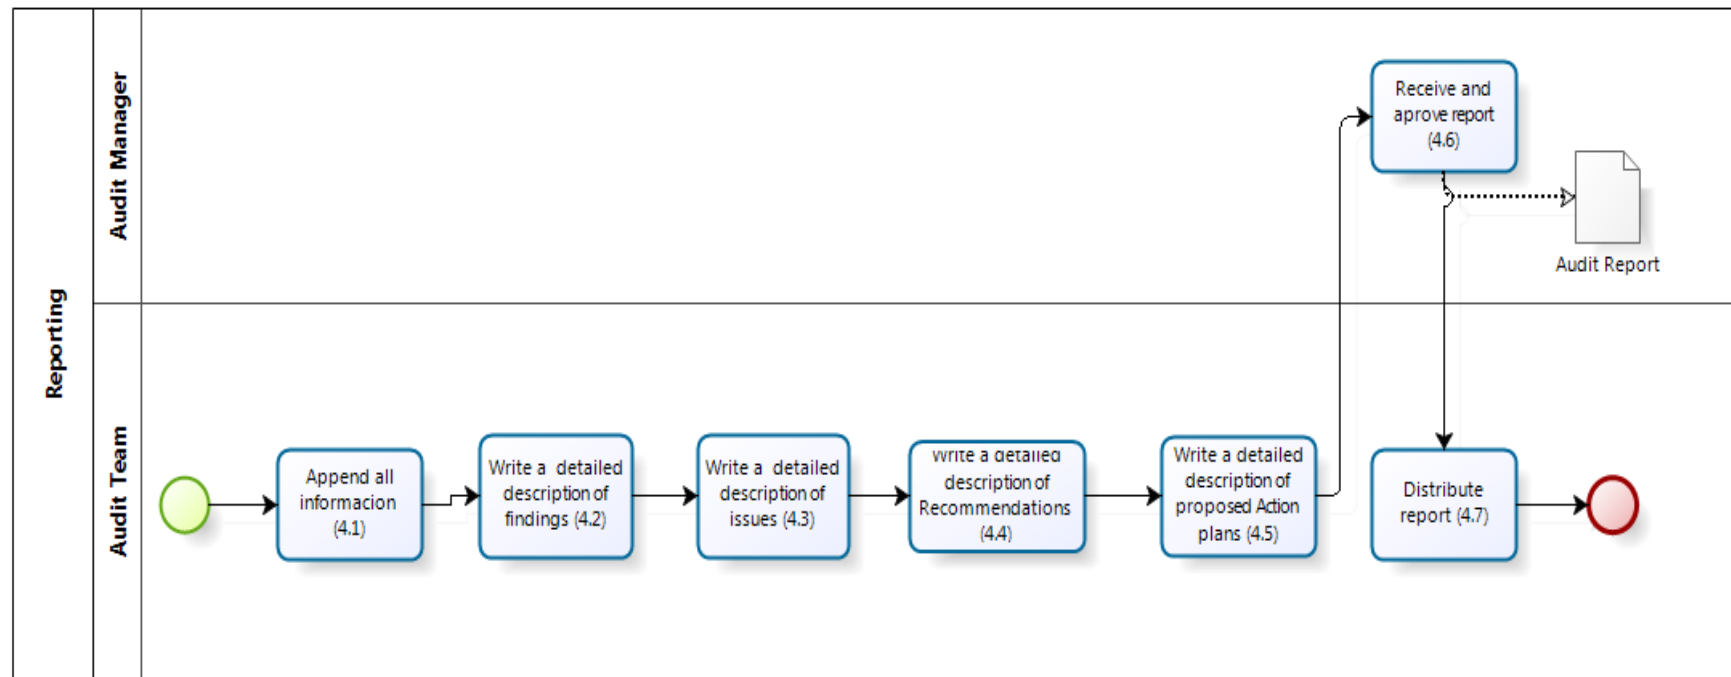 Reporting
Audit Manager
Receive and
aprove report
(4.6)
Audit Report
Audit Team
Append all
informacion
(4.1)
Write a detailed
description of
findings (4.2)
Write a detailed
description of
issues (4.3)
Write a detailed
description of
Recommendations
(4.4)
Write a detailed
description of
proposed Action
plans (4.5)
Distribute
report (4.7)